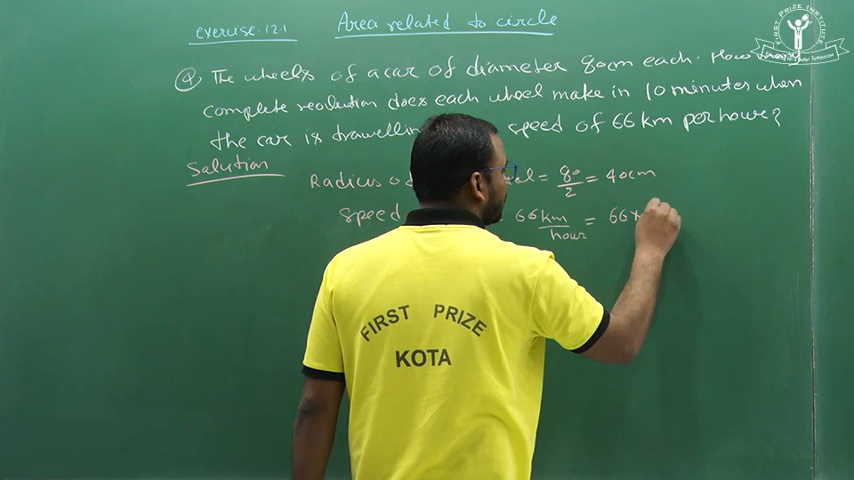 exercise-12.1 Area related to circle
Q The wheels of a car of diameter 80cm each. How many
complete revolution does each wheel make in 10 minutes when
the car is travelling speed of 66 km per hour?
Solution
Radius = 80/2 = 40cm
speed 66 km/hour = 66×
FIRST PRIZE
KOTA
FIRST PRIZE INSTITUTE